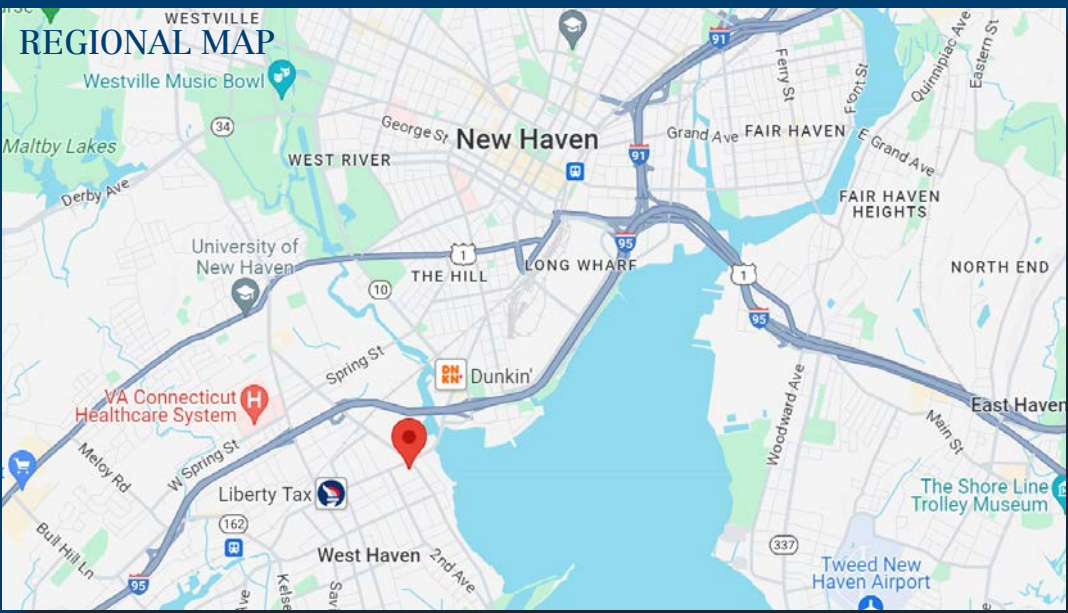 WESTVILLE
REGIONAL MAP
Westville Music Bowl
91
Ferry St
Front St
Quinnipiac Ave
Eastern St
34
George St
New Haven
Grand Ave
FAIR HAVEN
E Grand Ave
Maltby Lakes
WEST RIVER
91
Derby Ave
FAIR HAVEN
HEIGHTS
University of
New Haven
1
95
THE HILL
LONG WHARF
1
NORTH END
10
95
Spring St
DN
KN'
Dunkin'
VA Connecticut
Healthcare System
H
Woodward Ave
East Haven
Main St
W Spring St
Meloy Rd
Liberty Tax
The Shore Line
Trolley Museum
162
Bull Hill Ln
West Haven
2nd Ave
337
Tweed New
Haven Airport
95